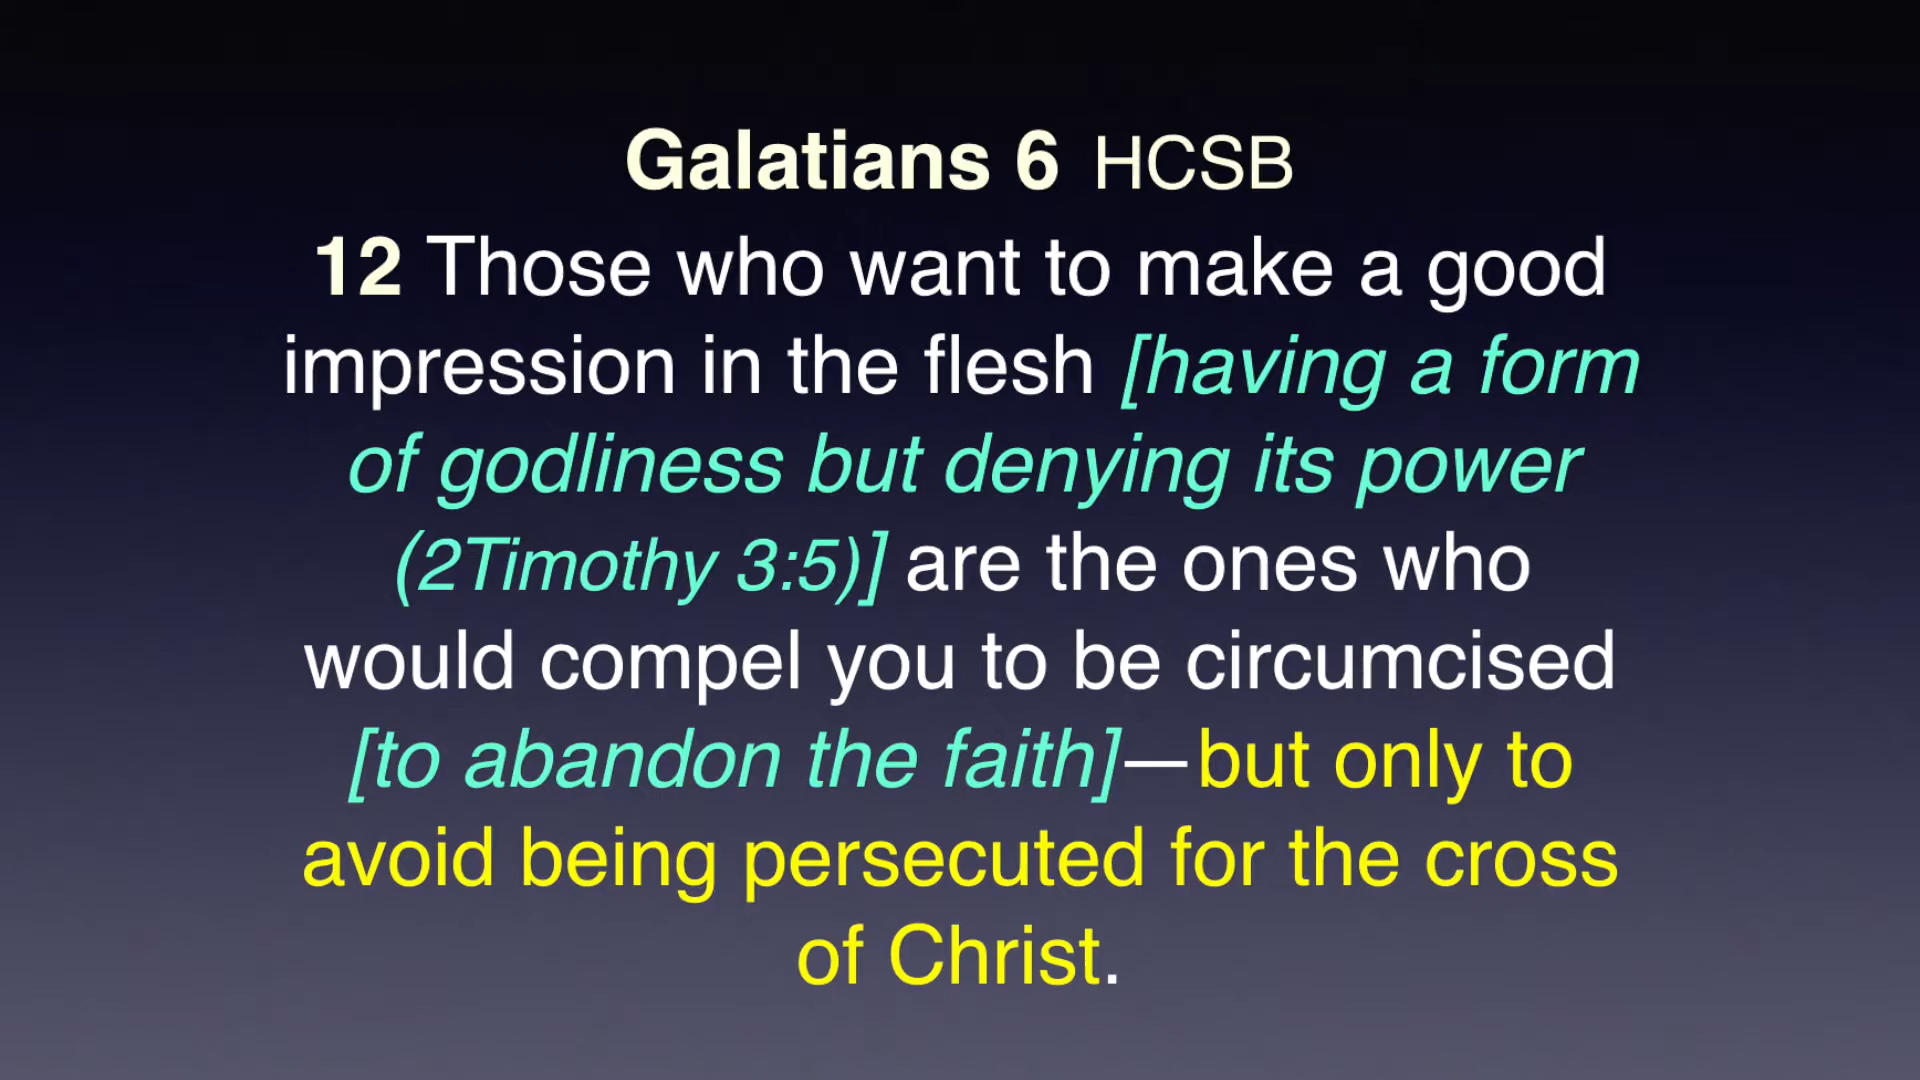 Galatians 6 HCSB
12 Those who want to make a good
impression in the flesh [having a form
of godliness but denying its power
(2Timothy 3:5)] are the ones who
would compel you to be circumcised
[to abandon the faith]—but only to
avoid being persecuted for the cross
of Christ.